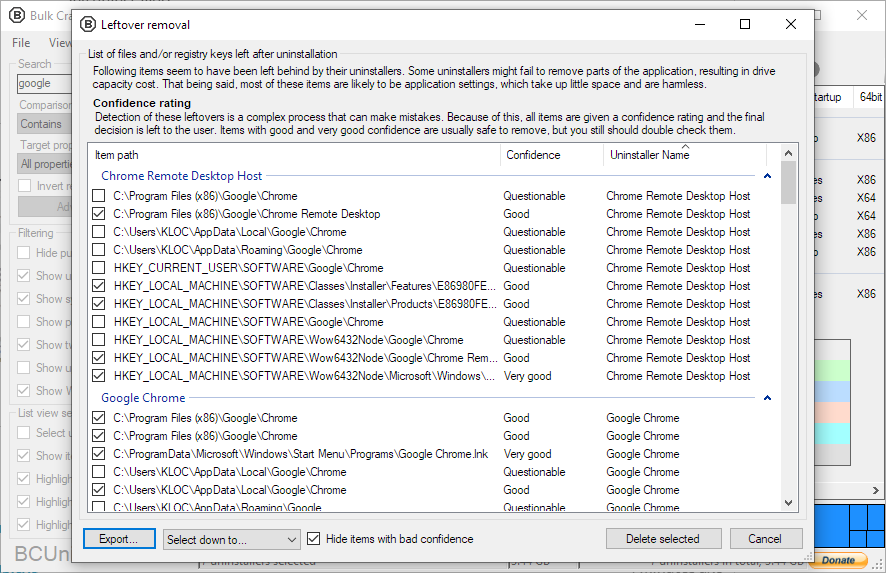 Bulk Cra
Leftover removal
File
View
List of files and/or registry keys left after uninstallation
Following items seem to have been left behind by their uninstallers. Some uninstallers might fail to remove parts of the application, resulting in drive
capacity cost. That being said, most of these items are likely to be application settings, which take up little space and are harmless.
Confidence rating
Detection of these leftovers is a complex process that can make mistakes. Because of this, all items are given a confidence rating and the final
decision is left to the user. Items with good and very good confidence are usually safe to remove, but you still should double check them.
Item path Confidence Uninstaller Name
Chrome Remote Desktop Host
C:\Program Files (x86)\Google\Chrome Questionable Chrome Remote Desktop Host
C:\Program Files (x86)\Google\Chrome Remote Desktop Good Chrome Remote Desktop Host
C:\Users\KLOC\AppData\Local\Google\Chrome Questionable Chrome Remote Desktop Host
C:\Users\KLOC\AppData\Roaming\Google\Chrome Questionable Chrome Remote Desktop Host
HKEY_CURRENT_USER\SOFTWARE\Google\Chrome Questionable Chrome Remote Desktop Host
HKEY_LOCAL_MACHINE\SOFTWARE\Classes\Installer\Features\E86980FE... Good Chrome Remote Desktop Host
HKEY_LOCAL_MACHINE\SOFTWARE\Classes\Installer\Products\E86980FE... Good Chrome Remote Desktop Host
HKEY_LOCAL_MACHINE\SOFTWARE\Google\Chrome Questionable Chrome Remote Desktop Host
HKEY_LOCAL_MACHINE\SOFTWARE\Wow6432Node\Google\Chrome Questionable Chrome Remote Desktop Host
HKEY_LOCAL_MACHINE\SOFTWARE\Wow6432Node\Google\Chrome Rem... Good Chrome Remote Desktop Host
HKEY_LOCAL_MACHINE\SOFTWARE\Wow6432Node\Microsoft\Windows\... Very good Chrome Remote Desktop Host
Google Chrome
C:\Program Files (x86)\Google\Chrome Good Google Chrome
C:\Program Files (x86)\Google\Chrome Good Google Chrome
C:\ProgramData\Microsoft\Windows\Start Menu\Programs\Google Chrome.lnk Very good Google Chrome
C:\Users\KLOC\AppData\Local\Google\Chrome Questionable Google Chrome
C:\Users\KLOC\AppData\Local\Google\Chrome Good Google Chrome
C:\Users\KLOC\AppData\Roaming\Google\Chrome Questionable Google Chrome
Export...
Select down to...
Hide items with bad confidence
Delete selected
Cancel
Search
google
Comparison
Contains
Target prop
All propertie
Invert re
Adv
Filtering
Hide pu
Show u
Show sy
Show p
Show tw
Show u
Show W
List view se
Select u
Show ite
Highligh
Highligh
Highligh
BCUn
tartup 64bit
X86
es X86
es X64
o X64
es X86
es X86
o X86
es X86
Donate